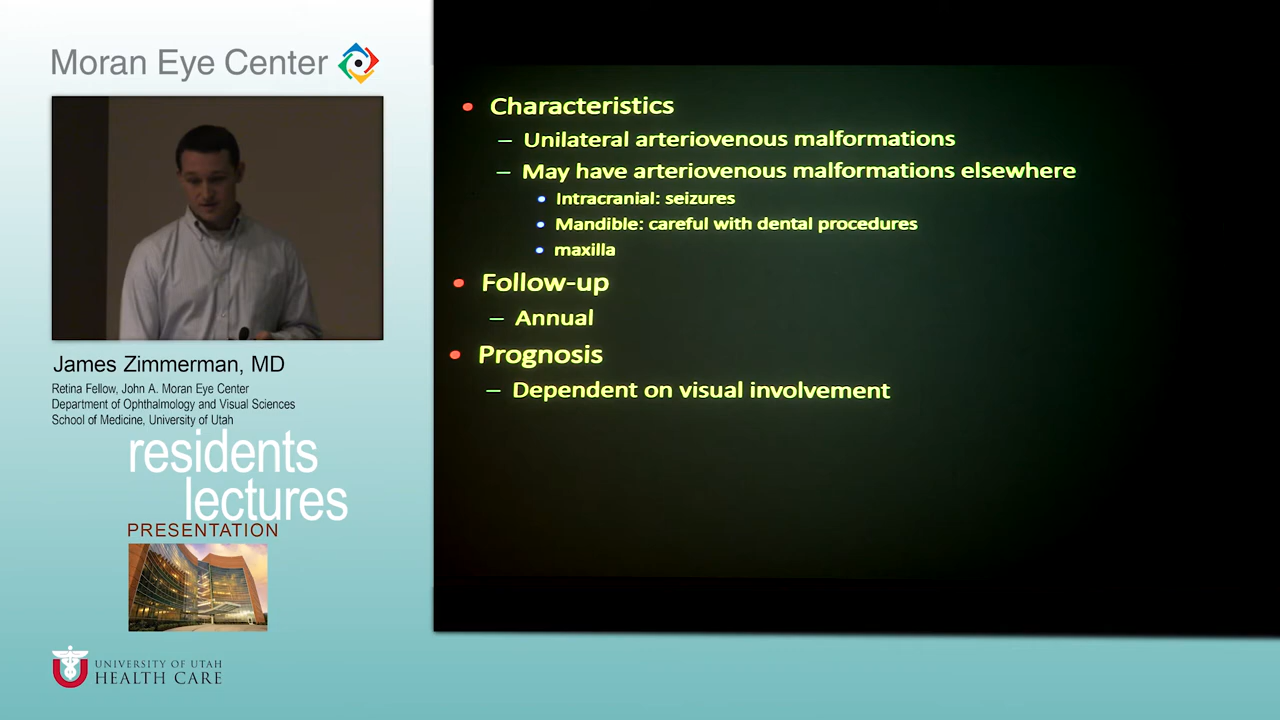 Moran Eye Center
James Zimmerman, MD
Retina Fellow, John A. Moran Eye Center
Department of Ophthalmology and Visual Sciences
School of Medicine, University of Utah
residents
lectures
PRESENTATION
UNIVERSITY OF UTAH
HEALTH CARE
• Characteristics
– Unilateral arteriovenous malformations
– May have arteriovenous malformations elsewhere
• Intracranial: seizures
• Mandible: careful with dental procedures
• maxilla
• Follow-up
– Annual
• Prognosis
– Dependent on visual involvement